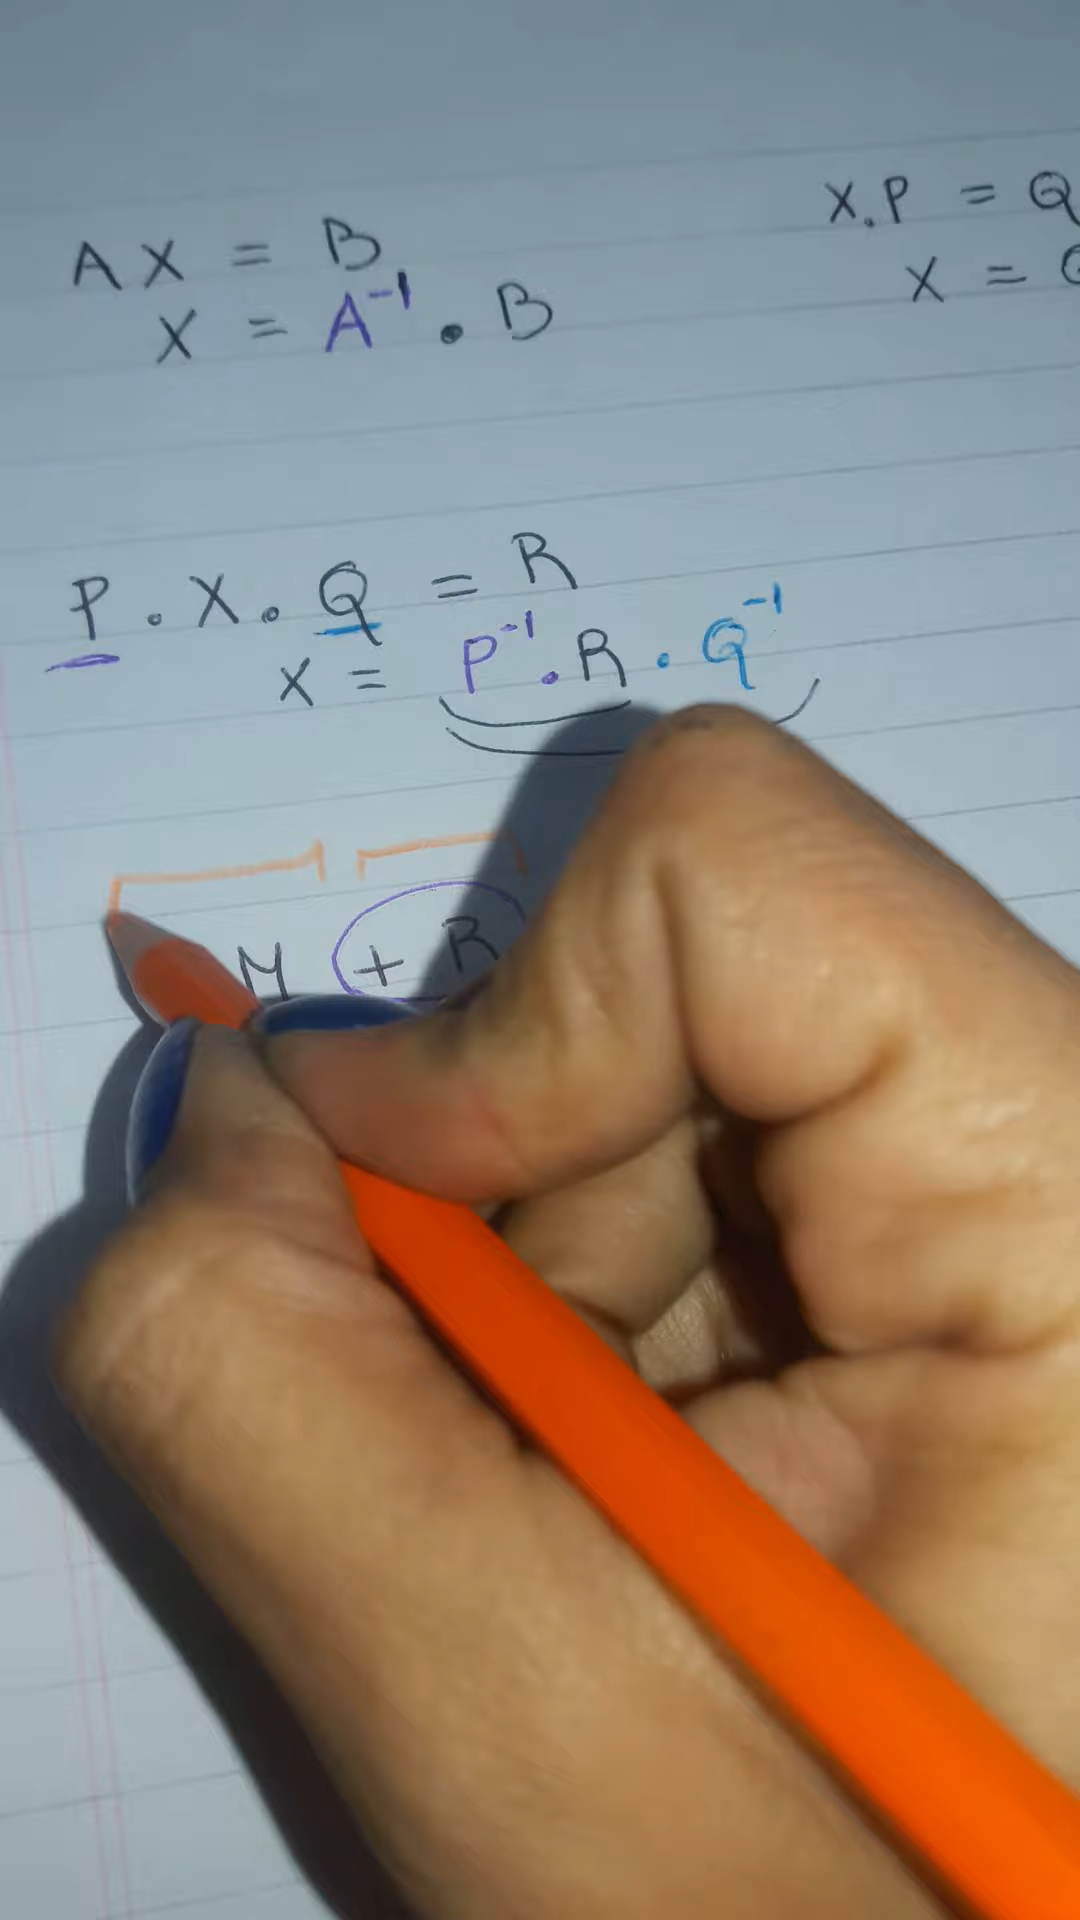 A X = B
X = A⁻¹ . B
X.P = Q
X =
P . X . Q = R
X = P⁻¹ . R . Q⁻¹
M + R